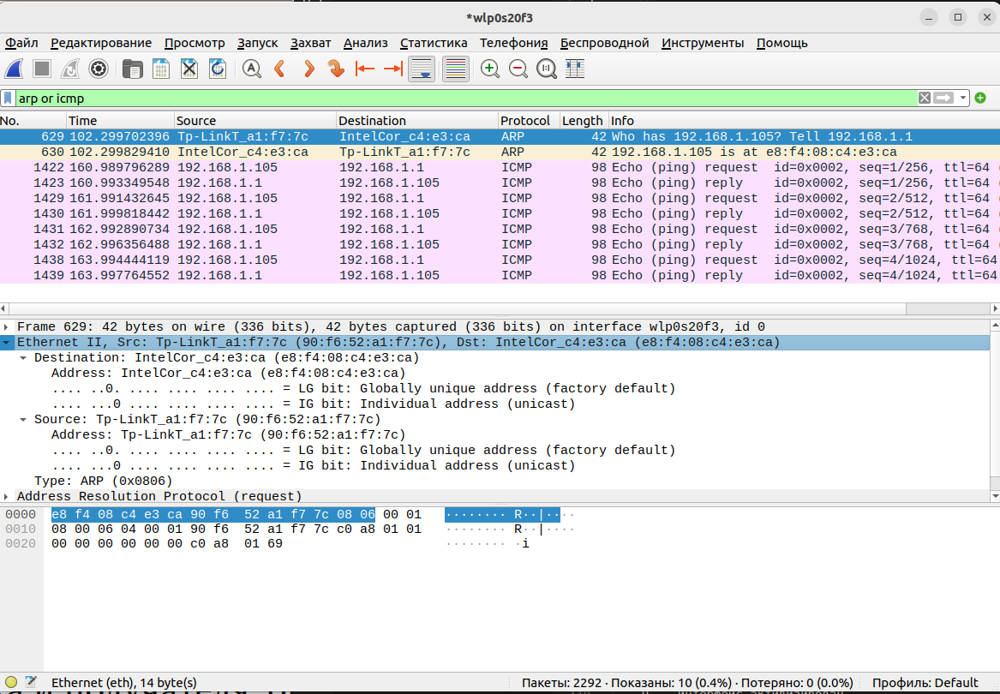 *wlp0s20f3
Файл Редактирование Просмотр Запуск Захват Анализ Статистика Телефония Беспроводной Инструменты Помощь
arp or icmp
No. Time Source Destination Protocol Length Info
629 102.299702396 Tp-LinkT_a1:f7:7c IntelCor_c4:e3:ca ARP 42 Who has 192.168.1.105? Tell 192.168.1.1
630 102.299829410 IntelCor_c4:e3:ca Tp-LinkT_a1:f7:7c ARP 42 192.168.1.105 is at e8:f4:08:c4:e3:ca
1422 160.989796289 192.168.1.105 192.168.1.1 ICMP 98 Echo (ping) request id=0x0002, seq=1/256, ttl=64
1423 160.993349548 192.168.1.1 192.168.1.105 ICMP 98 Echo (ping) reply id=0x0002, seq=1/256, ttl=64
1429 161.991432645 192.168.1.105 192.168.1.1 ICMP 98 Echo (ping) request id=0x0002, seq=2/512, ttl=64
1430 161.999818442 192.168.1.1 192.168.1.105 ICMP 98 Echo (ping) reply id=0x0002, seq=2/512, ttl=64
1431 162.992890734 192.168.1.105 192.168.1.1 ICMP 98 Echo (ping) request id=0x0002, seq=3/768, ttl=64
1432 162.996356488 192.168.1.1 192.168.1.105 ICMP 98 Echo (ping) reply id=0x0002, seq=3/768, ttl=64
1438 163.994444119 192.168.1.105 192.168.1.1 ICMP 98 Echo (ping) request id=0x0002, seq=4/1024, ttl=64
1439 163.997764552 192.168.1.1 192.168.1.105 ICMP 98 Echo (ping) reply id=0x0002, seq=4/1024, ttl=64
Frame 629: 42 bytes on wire (336 bits), 42 bytes captured (336 bits) on interface wlp0s20f3, id 0
Ethernet II, Src: Tp-LinkT_a1:f7:7c (90:f6:52:a1:f7:7c), Dst: IntelCor_c4:e3:ca (e8:f4:08:c4:e3:ca)
Destination: IntelCor_c4:e3:ca (e8:f4:08:c4:e3:ca)
Address: IntelCor_c4:e3:ca (e8:f4:08:c4:e3:ca)
.... ..0. .... .... .... .... = LG bit: Globally unique address (factory default)
.... ...0 .... .... .... .... = IG bit: Individual address (unicast)
Source: Tp-LinkT_a1:f7:7c (90:f6:52:a1:f7:7c)
Address: Tp-LinkT_a1:f7:7c (90:f6:52:a1:f7:7c)
.... ..0. .... .... .... .... = LG bit: Globally unique address (factory default)
.... ...0 .... .... .... .... = IG bit: Individual address (unicast)
Type: ARP (0x0806)
Address Resolution Protocol (request)
0000 e8 f4 08 c4 e3 ca 90 f6 52 a1 f7 7c 08 06 00 01 ········ R··|····
0010 08 00 06 04 00 01 90 f6 52 a1 f7 7c c0 a8 01 01 ········ R··|····
0020 00 00 00 00 00 00 c0 a8 01 69 ········ ·i
Ethernet (eth), 14 byte(s) Пакеты: 2292 · Показаны: 10 (0.4%) · Потеряно: 0 (0.0%) Профиль: Default